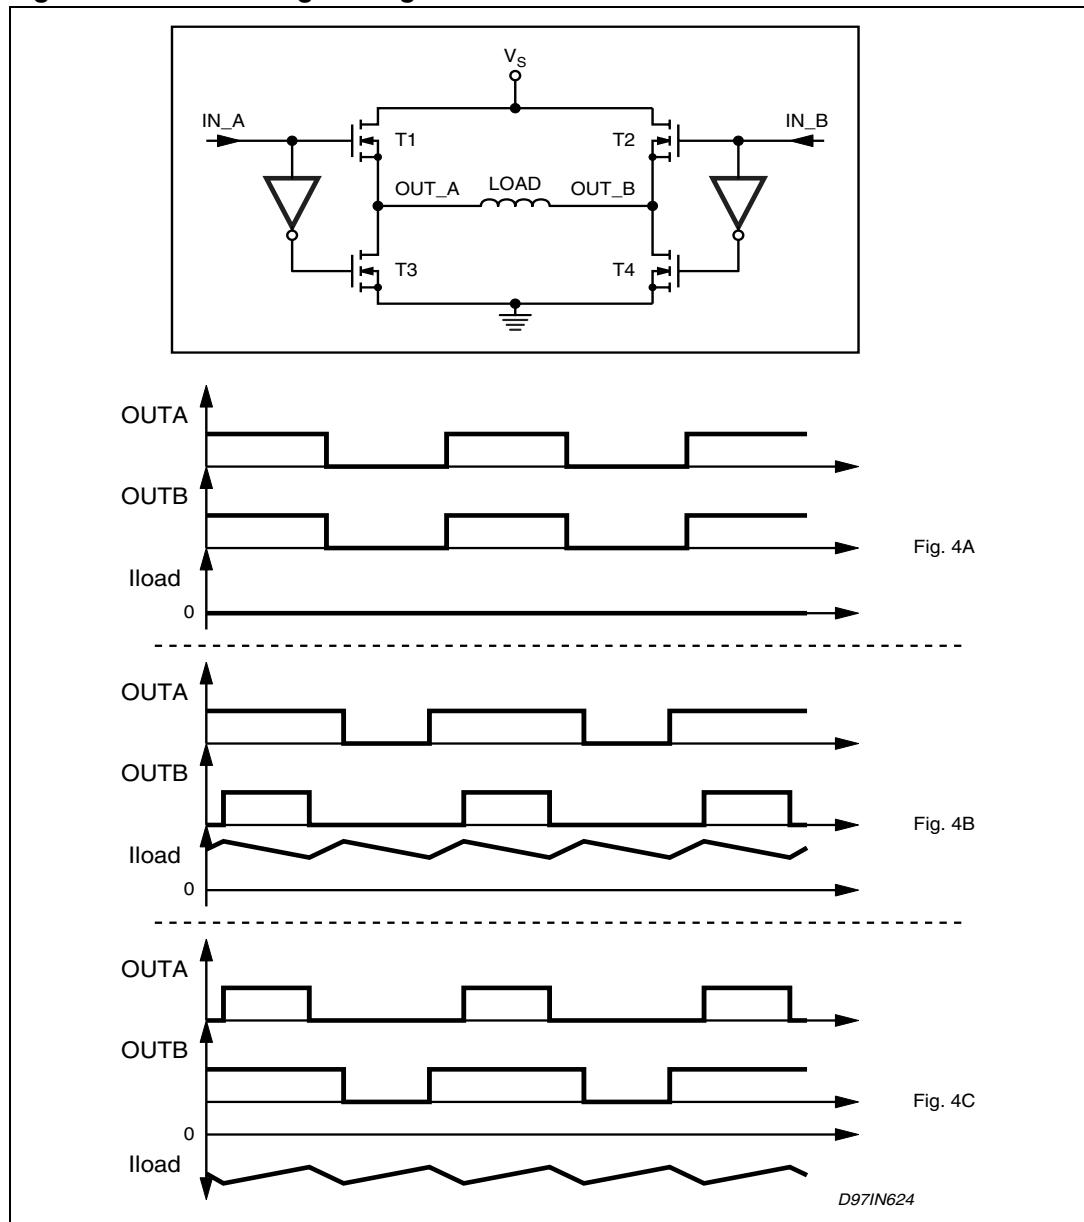 VS
IN_A
IN_B
T1
T2
OUT_A
LOAD
OUT_B
T3
T4
OUTA
OUTB
Fig. 4A
Iload
0
OUTA
OUTB
Fig. 4B
Iload
0
OUTA
OUTB
Fig. 4C
0
Iload
D97IN624